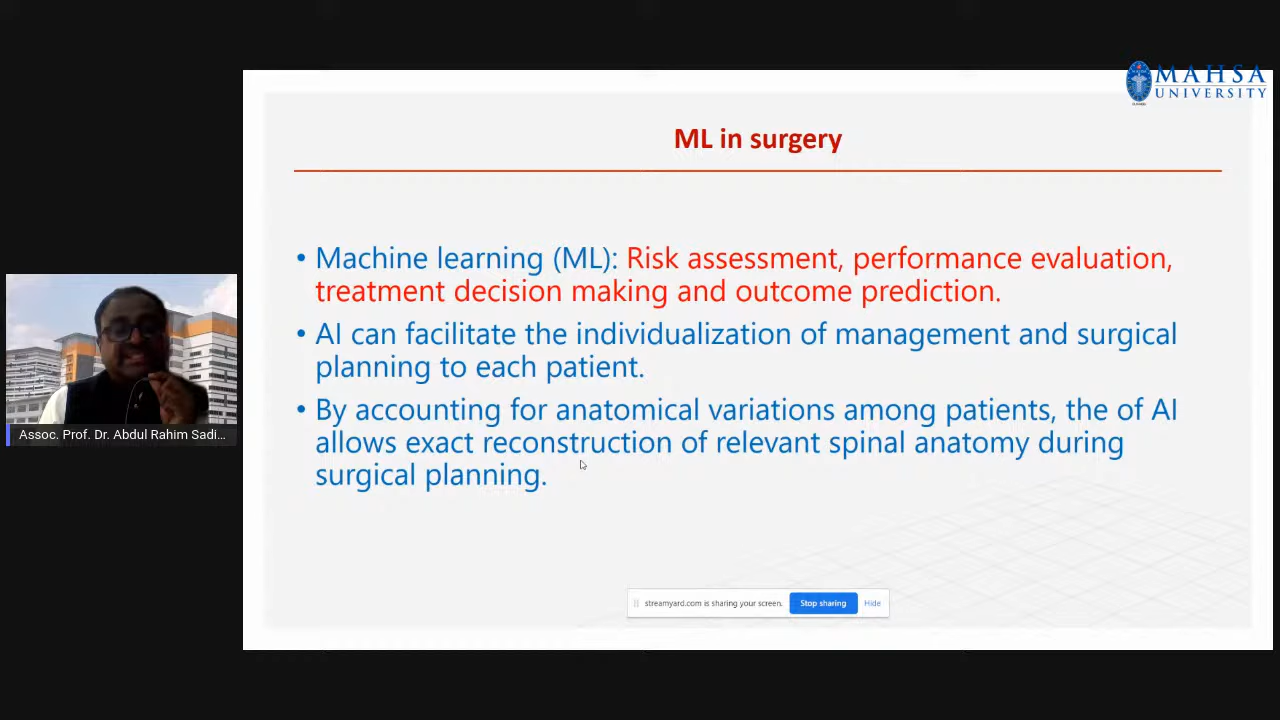 MAHSA
UNIVERSITY
ML in surgery
• Machine learning (ML): Risk assessment, performance evaluation,
treatment decision making and outcome prediction.
• AI can facilitate the individualization of management and surgical
planning to each patient.
• By accounting for anatomical variations among patients, the of AI
allows exact reconstruction of relevant spinal anatomy during
surgical planning.
Assoc. Prof. Dr. Abdul Rahim Sadi...
streamyard.com is sharing your screen. Stop sharing Hide